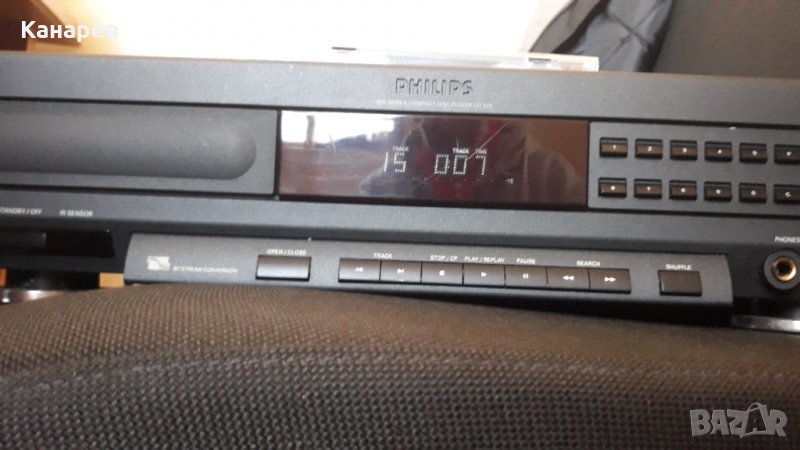 Канарев
PHILIPS
900 SERIES COMPACT DISC PLAYER CD 920
TRACK TRACK TIME
15 007
STANDBY / OFF IR SENSOR
OPEN / CLOSE TRACK STOP / CP PLAY / REPLAY PAUSE SEARCH SHUFFLE PHONES
BITSTREAM CONVERSION
BAZAR